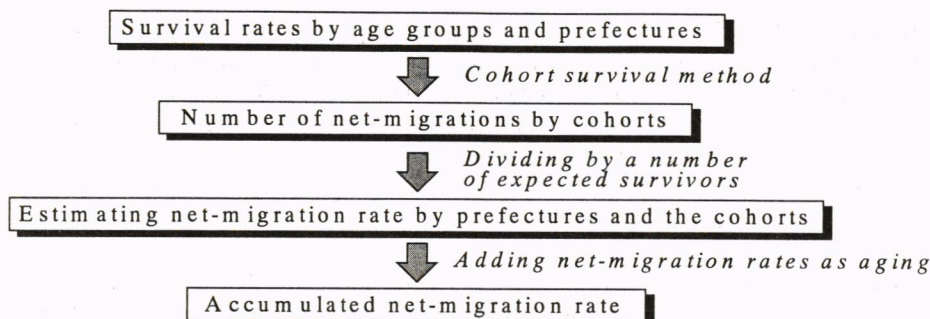 Survival rates by age groups and prefectures
Cohort survival method
Number of net-migrations by cohorts
Dividing by a number
of expected survivors
Estimating net-migration rate by prefectures and the cohorts
Adding net-migration rates as aging
Accumulated net-migration rate